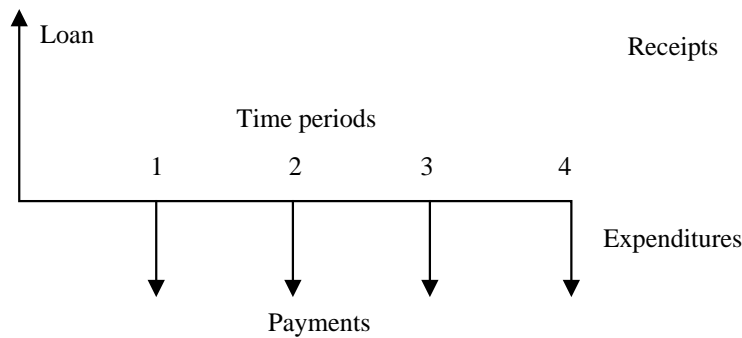 Loan
Receipts
Time periods
1 2 3 4
Expenditures
Payments